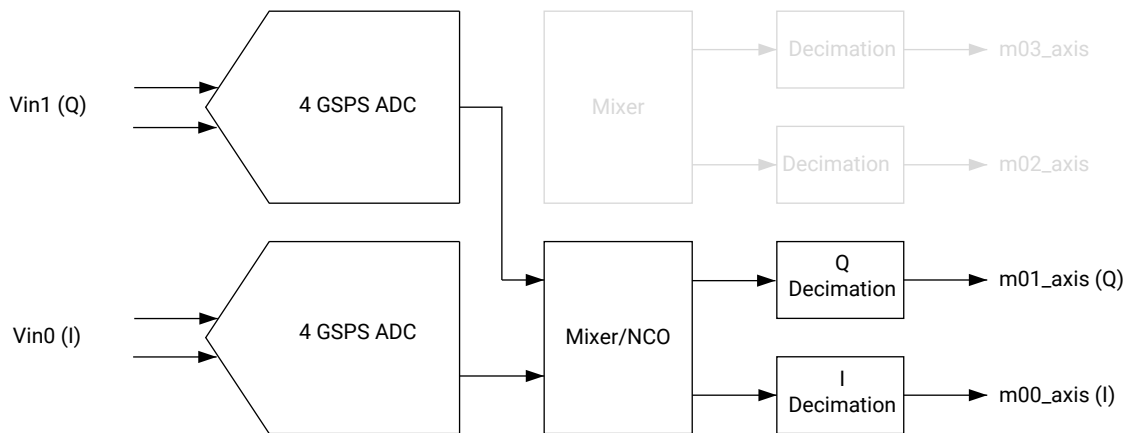 Vin1 (Q)
4 GSPS ADC
Mixer
Decimation
m03_axis
Decimation
m02_axis
Vin0 (I)
4 GSPS ADC
Mixer/NCO
Q
Decimation
m01_axis (Q)
I
Decimation
m00_axis (I)